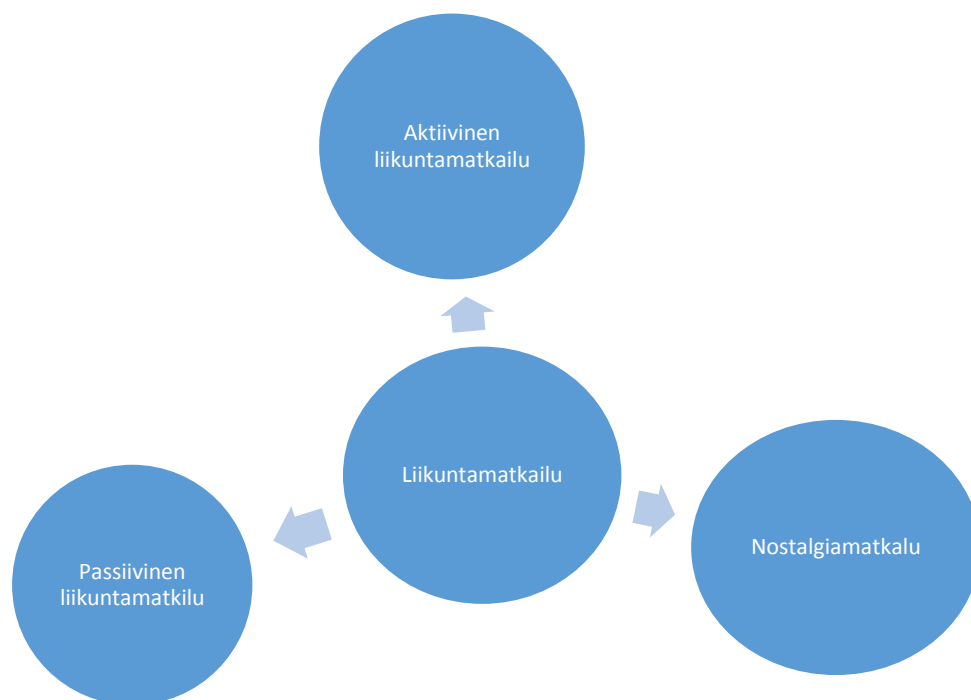 Aktiivinen
liikuntamatkailu
Liikuntamatkailu
Nostalgiamatkalu
Passiivinen
liikuntamatkilu